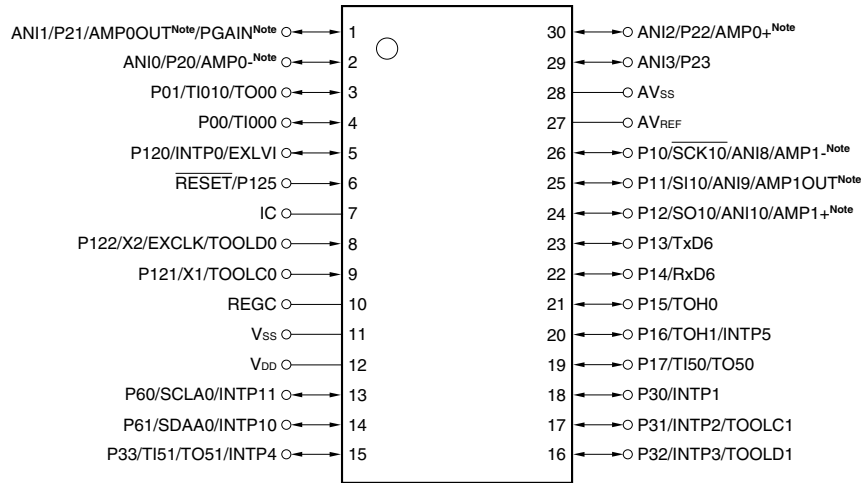 ANI1/P21/AMP0OUTNote/PGAINNote 1
ANI0/P20/AMP0-Note 2
P01/TI010/TO00 3
P00/TI000 4
P120/INTP0/EXLVI 5
RESET/P125 6
IC 7
P122/X2/EXCLK/TOOLD0 8
P121/X1/TOOLC0 9
REGC 10
VSS 11
VDD 12
P60/SCLA0/INTP11 13
P61/SDAA0/INTP10 14
P33/TI51/TO51/INTP4 15
30 ANI2/P22/AMP0+Note
29 ANI3/P23
28 AVSS
27 AVREF
26 P10/SCK10/ANI8/AMP1-Note
25 P11/SI10/ANI9/AMP1OUTNote
24 P12/SO10/ANI10/AMP1+Note
23 P13/TxD6
22 P14/RxD6
21 P15/TOH0
20 P16/TOH1/INTP5
19 P17/TI50/TO50
18 P30/INTP1
17 P31/INTP2/TOOLC1
16 P32/INTP3/TOOLD1